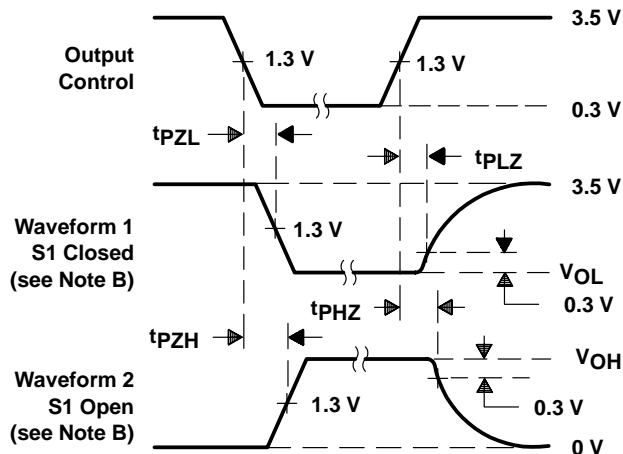 Output
Control
1.3 V
1.3 V
3.5 V
0.3 V
tPZL
tPLZ
Waveform 1
S1 Closed
(see Note B)
1.3 V
3.5 V
VOL
0.3 V
tPZH
tPHZ
Waveform 2
S1 Open
(see Note B)
1.3 V
VOH
0.3 V
0 V